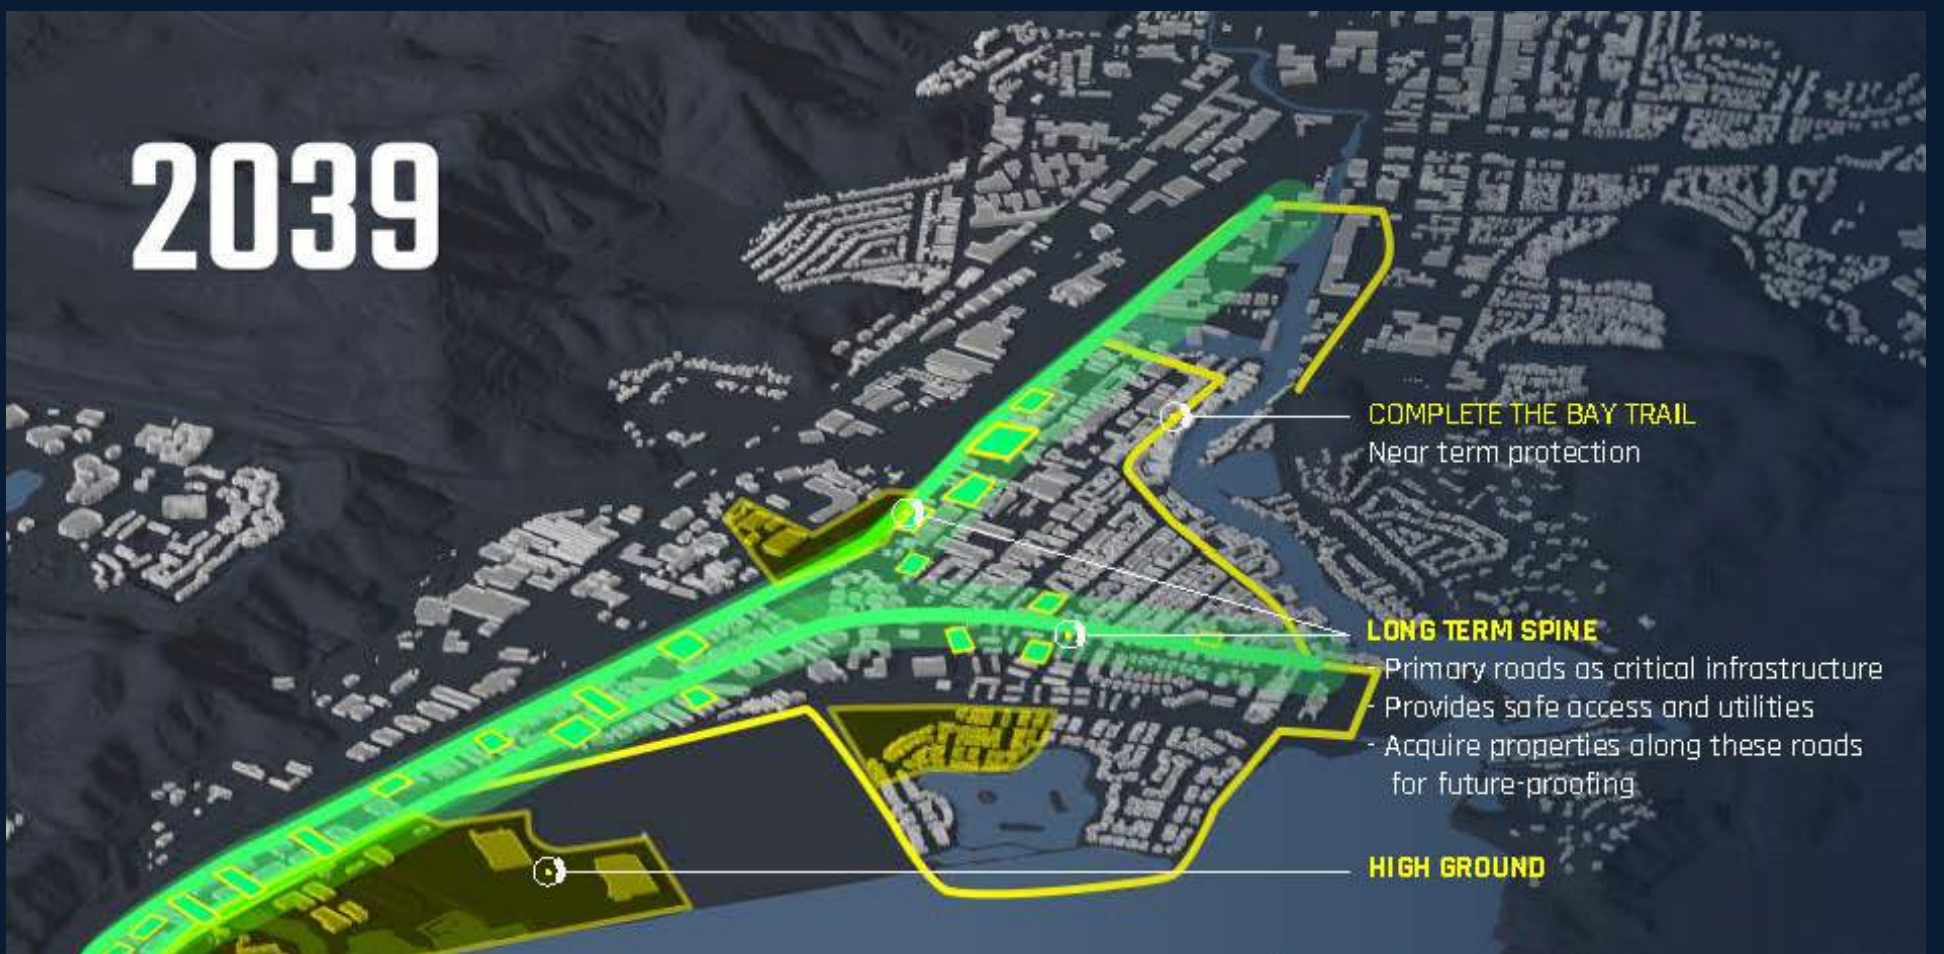 2039
COMPLETE THE BAY TRAIL
Near term protection
LONG TERM SPINE
- Primary roads as critical infrastructure
- Provides safe access and utilities
- Acquire properties along these roads
for future-proofing
HIGH GROUND